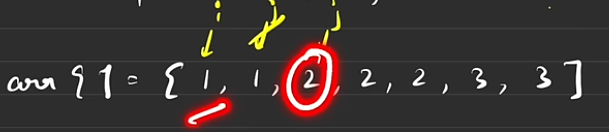 arr[] = { 1, 1, 2, 2, 2, 3, 3 ]